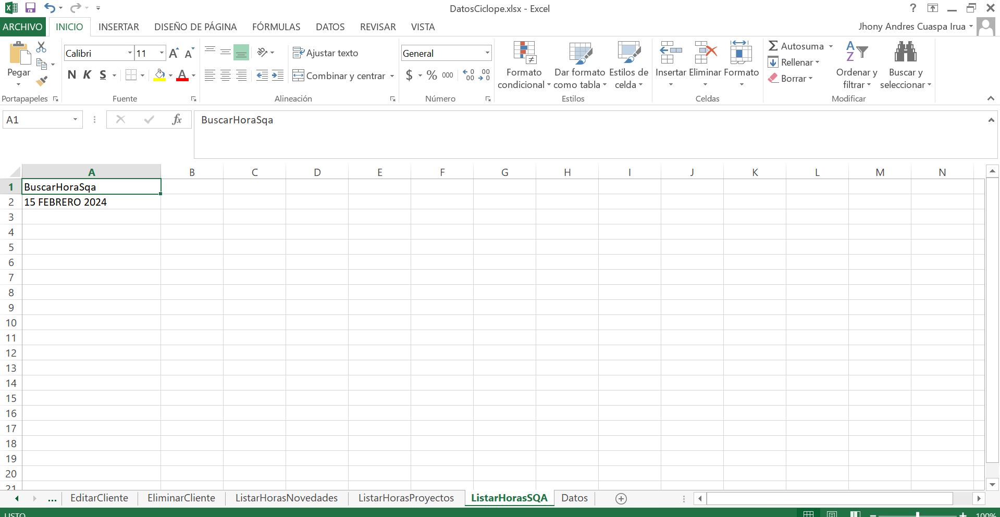 DatosCiclope.xlsx - Excel
?
ARCHIVO INICIO INSERTAR DISEÑO DE PÁGINA FÓRMULAS DATOS REVISAR VISTA
Jhony Andres Cuaspa Irua
Pegar
Portapapeles
Calibri 11 A A
N K S A
Fuente
Ajustar texto
Combinar y centrar
Alineación
General
$ % 000
Número
Formato condicional
Dar formato como tabla
Estilos de celda
Estilos
Insertar Eliminar Formato
Celdas
Autosuma
Rellenar
Borrar
Ordenar y filtrar
Buscar y seleccionar
Modificar
A1
fx
BuscarHoraSqa
A B C D E F G H I J K L M N
1 BuscarHoraSqa
2 15 FEBRERO 2024
3
4
5
6
7
8
9
10
11
12
13
14
15
16
17
18
19
20
21
... EditarCliente EliminarCliente ListarHorasNovedades ListarHorasProyectos ListarHorasSQA Datos
LISTO
100%